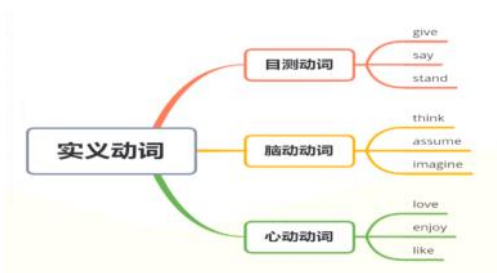 实义动词
目测动词
give
say
stand
脑动动词
think
assume
imagine
心动动词
love
enjoy
like